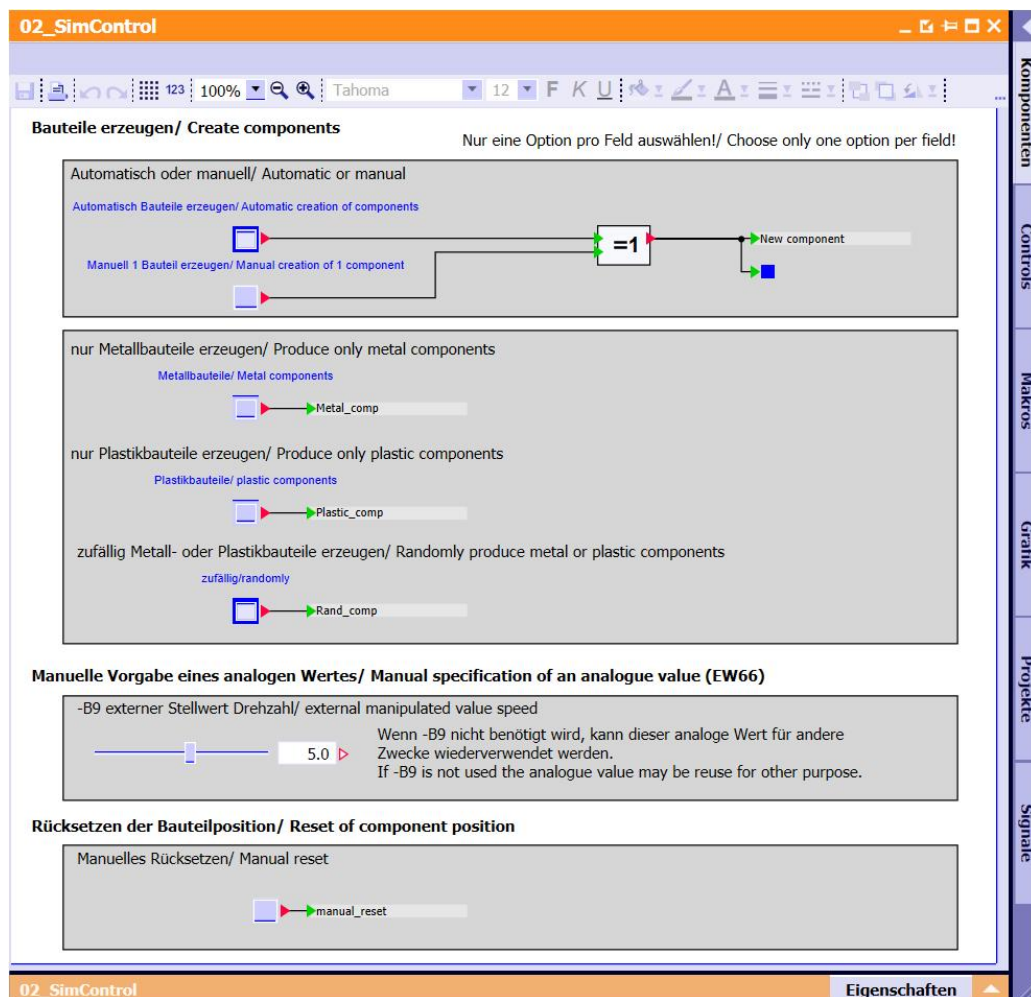 02_SimControl
123 100% Tahoma 12 F K U A ...
Bauteile erzeugen/ Create components
Nur eine Option pro Feld auswählen!/ Choose only one option per field!
Automatisch oder manuell/ Automatic or manual
Automatisch Bauteile erzeugen/ Automatic creation of components
=1
New component
Manuell 1 Bauteil erzeugen/ Manual creation of 1 component
nur Metallbauteile erzeugen/ Produce only metal components
Metallbauteile/ Metal components
Metal_comp
nur Plastikbauteile erzeugen/ Produce only plastic components
Plastikbauteile/ plastic components
Plastic_comp
zufällig Metall- oder Plastikbauteile erzeugen/ Randomly produce metal or plastic components
zufällig/randomly
Rand_comp
Manuelle Vorgabe eines analogen Wertes/ Manual specification of an analogue value (EW66)
-B9 externer Stellwert Drehzahl/ external manipulated value speed
5.0
Wenn -B9 nicht benötigt wird, kann dieser analoge Wert für andere
Zwecke wiederverwendet werden.
If -B9 is not used the analogue value may be reuse for other purpose.
Rücksetzen der Bauteilposition/ Reset of component position
Manuelles Rücksetzen/ Manual reset
manual_reset
02_SimControl
Eigenschaften
Komponenten
Controls
Makros
Grafik
Projekte
Signale